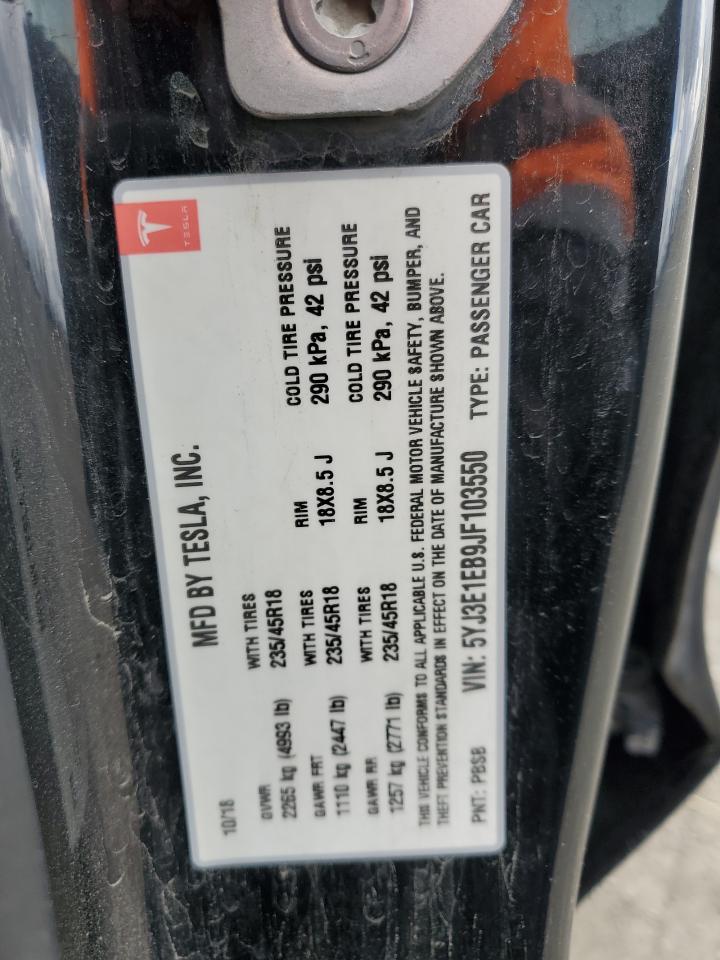 TESLA
MFD BY TESLA, INC.
10/18
GVWR WITH TIRES
2265 kg (4993 lb) 235/45R18
GAWR FRT WITH TIRES RIM COLD TIRE PRESSURE
1110 kg (2447 lb) 235/45R18 18X8.5 J 290 kPa, 42 psi
GAWR RR WITH TIRES RIM COLD TIRE PRESSURE
1257 kg (2771 lb) 235/45R18 18X8.5 J 290 kPa, 42 psi
THIS VEHICLE CONFORMS TO ALL APPLICABLE U.S. FEDERAL MOTOR VEHICLE SAFETY, BUMPER, AND
THEFT PREVENTION STANDARDS IN EFFECT ON THE DATE OF MANUFACTURE SHOWN ABOVE.
PNT: PBSB VIN: 5YJ3E1EB9JF103550 TYPE: PASSENGER CAR